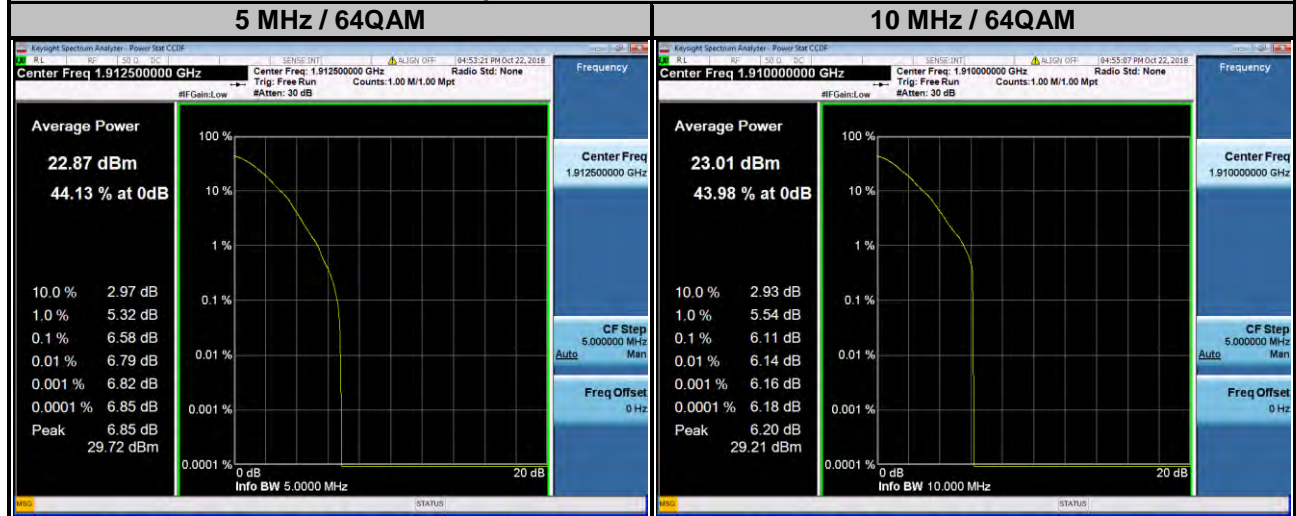 5 MHz / 64QAM
Keysight Spectrum Analyzer - Power Stat CCDF
RL RF 50 Ω DC SENSE:INT ALIGN OFF 04:53:21 PM Oct 22, 2018
Center Freq 1.912500000 GHz
Center Freq: 1.912500000 GHz Radio Std: None
Trig: Free Run Counts:1.00 M/1.00 Mpt
#IFGain:Low #Atten: 30 dB
Average Power
22.87 dBm
44.13 % at 0dB
10.0 % 2.97 dB
1.0 % 5.32 dB
0.1 % 6.58 dB
0.01 % 6.79 dB
0.001 % 6.82 dB
0.0001 % 6.85 dB
Peak 6.85 dB
29.72 dBm
100 %
10 %
1 %
0.1 %
0.01 %
0.001 %
0.0001 %
0 dB 20 dB
Info BW 5.0000 MHz
Frequency
Center Freq
1.912500000 GHz
CF Step
5.000000 MHz
Auto Man
Freq Offset
0 Hz
MSG STATUS
10 MHz / 64QAM
Keysight Spectrum Analyzer - Power Stat CCDF
RL RF 50 Ω DC SENSE:INT ALIGN OFF 04:55:07 PM Oct 22, 2018
Center Freq 1.910000000 GHz
Center Freq: 1.910000000 GHz Radio Std: None
Trig: Free Run Counts:1.00 M/1.00 Mpt
#IFGain:Low #Atten: 30 dB
Average Power
23.01 dBm
43.98 % at 0dB
10.0 % 2.93 dB
1.0 % 5.54 dB
0.1 % 6.11 dB
0.01 % 6.14 dB
0.001 % 6.16 dB
0.0001 % 6.18 dB
Peak 6.20 dB
29.21 dBm
100 %
10 %
1 %
0.1 %
0.01 %
0.001 %
0.0001 %
0 dB 20 dB
Info BW 10.000 MHz
Frequency
Center Freq
1.910000000 GHz
CF Step
5.000000 MHz
Auto Man
Freq Offset
0 Hz
MSG STATUS